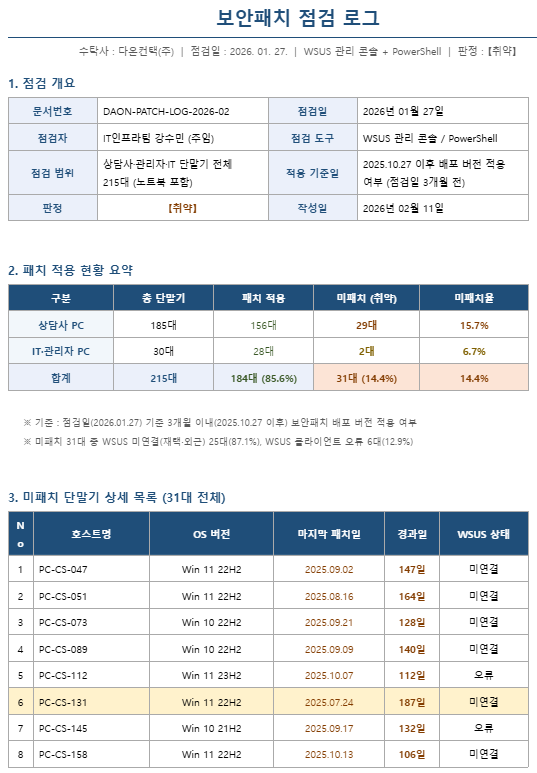 보안패치 점검 로그
수탁사 : 다온컨택(주) | 점검일 : 2026. 01. 27. | WSUS 관리 콘솔 + PowerShell | 판정 : [취약]
1. 점검 개요
문서번호 DAON-PATCH-LOG-2026-02 점검일 2026년 01월 27일
점검자 IT인프라팀 강수민 (주임) 점검 도구 WSUS 관리 콘솔 / PowerShell
점검 범위 상담사·관리자·IT 단말기 전체 215대 (노트북 포함) 적용 기준일 2025.10.27 이후 배포 버전 적용 여부 (점검일 3개월 전)
판정 [취약] 작성일 2026년 02월 11일
2. 패치 적용 현황 요약
구분 총 단말기 패치 적용 미패치 (취약) 미패치율
상담사 PC 185대 156대 29대 15.7%
IT·관리자 PC 30대 28대 2대 6.7%
합계 215대 184대 (85.6%) 31대 (14.4%) 14.4%
※ 기준 : 점검일(2026.01.27) 기준 3개월 이내(2025.10.27 이후) 보안패치 배포 버전 적용 여부
※ 미패치 31대 중 WSUS 미연결(재택·외근) 25대(87.1%), WSUS 클라이언트 오류 6대(12.9%)
3. 미패치 단말기 상세 목록 (31대 전체)
No 호스트명 OS 버전 마지막 패치일 경과일 WSUS 상태
1 PC-CS-047 Win 11 22H2 2025.09.02 147일 미연결
2 PC-CS-051 Win 11 22H2 2025.08.16 164일 미연결
3 PC-CS-073 Win 10 22H2 2025.09.21 128일 미연결
4 PC-CS-089 Win 10 22H2 2025.09.09 140일 미연결
5 PC-CS-112 Win 11 23H2 2025.10.07 112일 오류
6 PC-CS-131 Win 11 22H2 2025.07.24 187일 미연결
7 PC-CS-145 Win 10 21H2 2025.09.17 132일 오류
8 PC-CS-158 Win 11 22H2 2025.10.13 106일 미연결